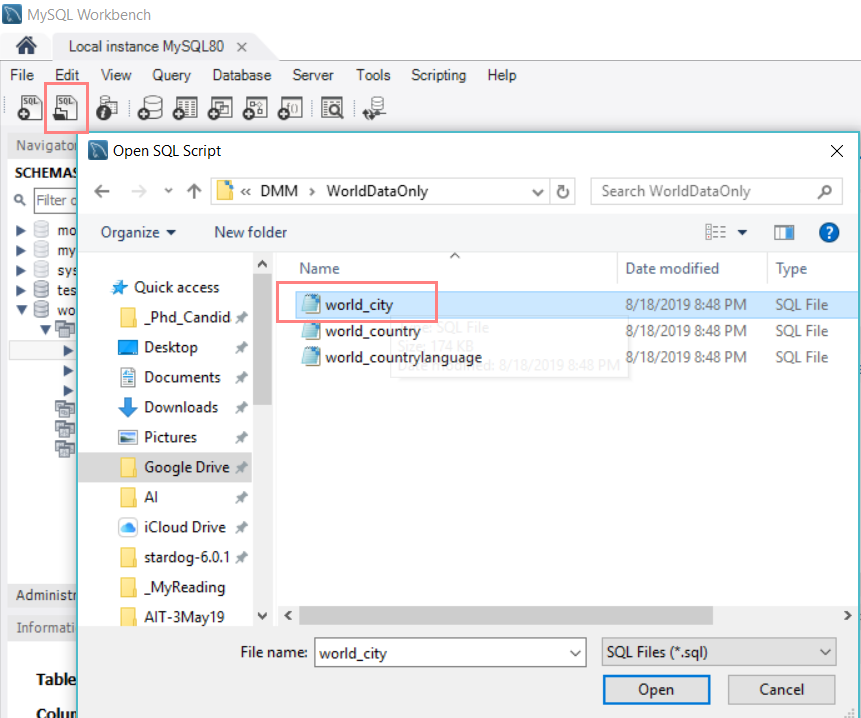 MySQL Workbench
Local instance MySQL80
File Edit View Query Database Server Tools Scripting Help
SQL SQL
Navigato
SCHEMAS
Filter o
mo
my
sys
tes
wo
Administr
Informati
Table
Colum
Open SQL Script
« DMM > WorldDataOnly
Search WorldDataOnly
Organize
New folder
Quick access
_Phd_Candid
Desktop
Documents
Downloads
Pictures
Google Drive
AI
iCloud Drive
stardog-6.0.1
_MyReading
AIT-3May19
Name Date modified Type
world_city 8/18/2019 8:48 PM SQL File
world_country 8/18/2019 8:48 PM SQL File
world_countrylanguage 8/18/2019 8:48 PM SQL File
SQL File
Size: 174 KB
Date modified: 8/18/2019 8:48 PM
File name: world_city SQL Files (*.sql)
Open Cancel